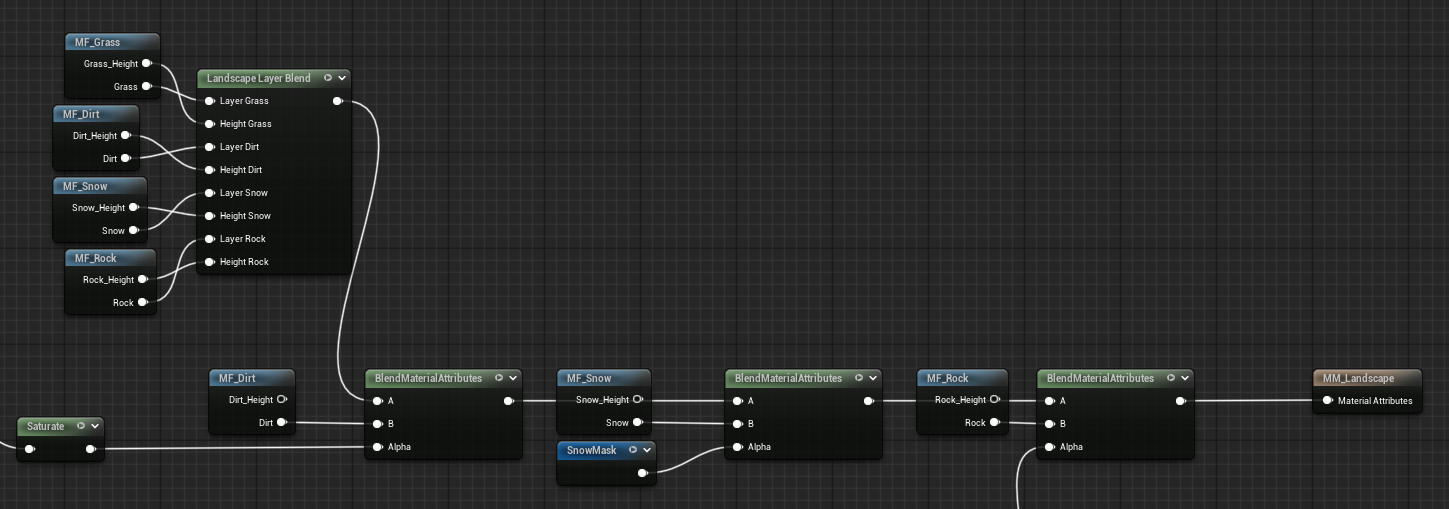 MF_Grass
Grass_Height
Grass
MF_Dirt
Dirt_Height
Dirt
MF_Snow
Snow_Height
Snow
MF_Rock
Rock_Height
Rock
Landscape Layer Blend
Layer Grass
Height Grass
Layer Dirt
Height Dirt
Layer Snow
Height Snow
Layer Rock
Height Rock
Saturate
MF_Dirt
Dirt_Height
Dirt
BlendMaterialAttributes
A
B
Alpha
MF_Snow
Snow_Height
Snow
SnowMask
BlendMaterialAttributes
A
B
Alpha
MF_Rock
Rock_Height
Rock
BlendMaterialAttributes
A
B
Alpha
MM_Landscape
Material Attributes